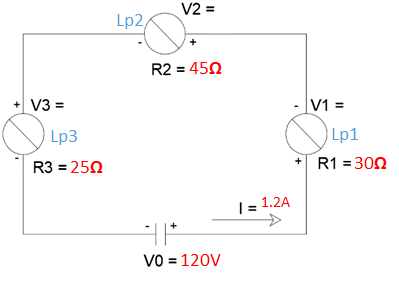 V2 =
Lp2
- +
R2 = 45Ω
+ V3 =
Lp3
-
R3 = 25Ω
- V1 =
Lp1
+ R1 = 30Ω
I = 1.2A
- +
V0 = 120V